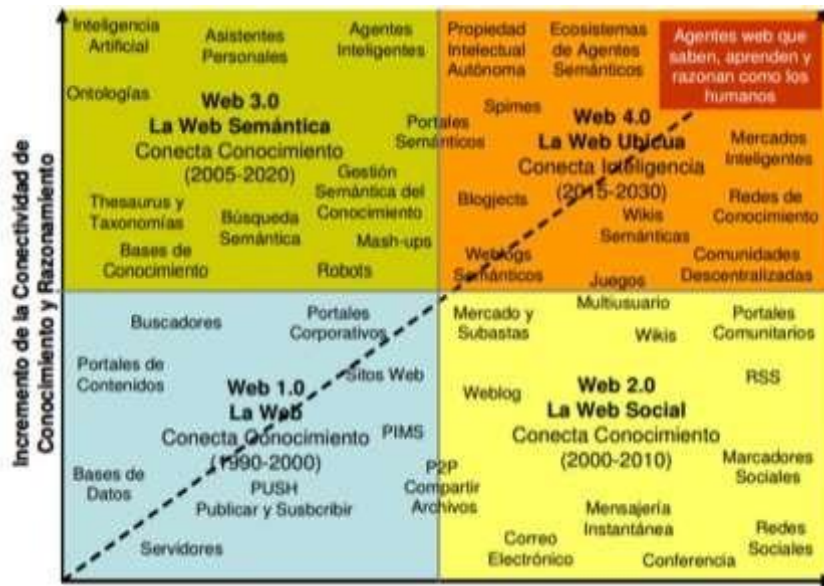 Incremento de la Conectividad de
Conocimiento y Razonamiento
Inteligencia
Artificial
Asistentes
Personales
Agentes
Inteligentes
Ontologías
Web 3.0
La Web Semántica
Conecta Conocimiento
(2005-2020)
Portales
Semánticos
Gestión
Semántica del
Conocimiento
Thesaurus y
Taxonomías
Búsqueda
Semántica
Mash-ups
Bases de
Conocimiento
Robots
Propiedad
Intelectual
Autónoma
Ecosistemas
de Agentes
Semánticos
Agentes web que
saben, aprenden y
razonan como los
humanos
Spimes
Web 4.0
La Web Ubicua
Conecta Inteligencia
(2015-2030)
Mercados
Inteligentes
Blogjects
Redes de
Conocimiento
Wikis
Semánticas
Weblogs
Semánticos
Comunidades
Descentralizadas
Juegos
Multiusuario
Buscadores
Portales
Corporativos
Portales de
Contenidos
Sitos Web
Web 1.0
La Web
Conecta Conocimiento
(1990-2000)
PIMS
Bases de
Datos
PUSH
Publicar y Susbcribir
Servidores
P2P
Compartir
Archivos
Mercado y
Subastas
Wikis
Portales
Comunitarios
RSS
Weblog
Web 2.0
La Web Social
Conecta Conocimiento
(2000-2010)
Marcadores
Sociales
Mensajería
Instantánea
Correo
Electrónico
Conferencia
Redes
Sociales